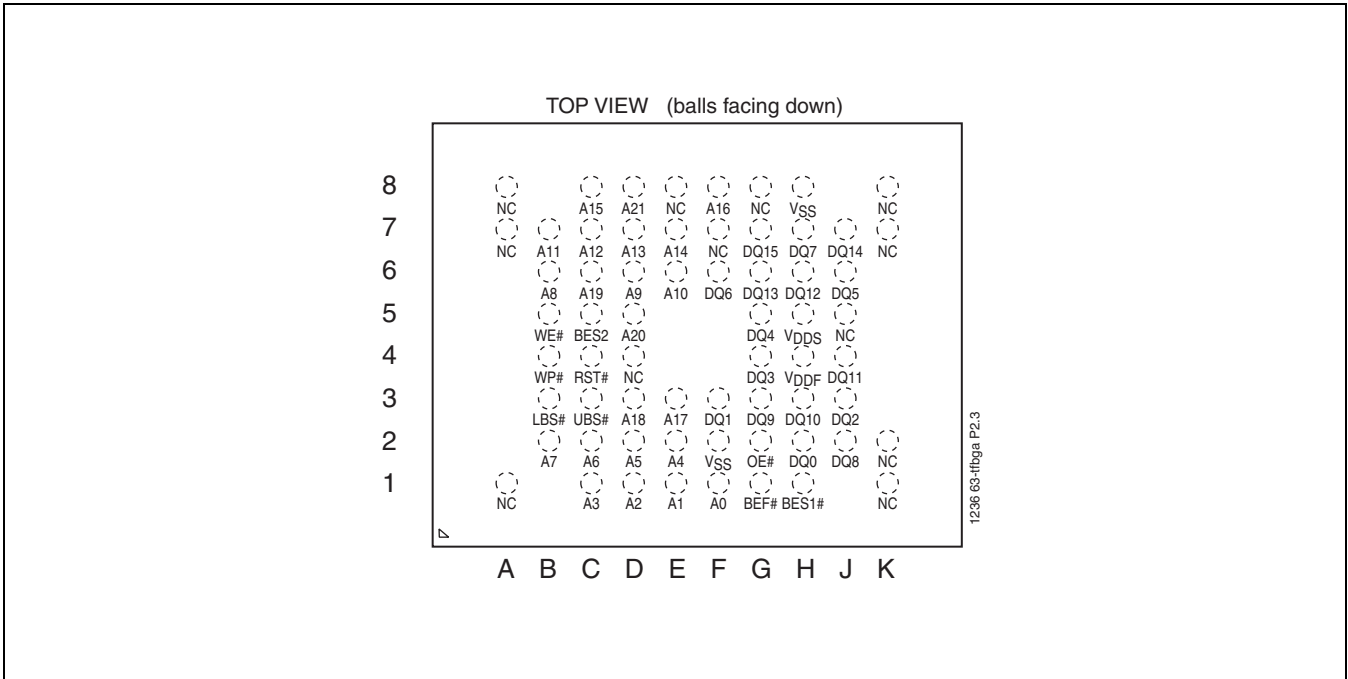 TOP VIEW (balls facing down)
8
NC A15 A21 NC A16 NC VSS NC
7
NC A11 A12 A13 A14 NC DQ15 DQ7 DQ14 NC
6
A8 A19 A9 A10 DQ6 DQ13 DQ12 DQ5
5
WE# BES2 A20 DQ4 VDDS NC
4
WP# RST# NC DQ3 VDDF DQ11
3
LBS# UBS# A18 A17 DQ1 DQ9 DQ10 DQ2
2
A7 A6 A5 A4 VSS OE# DQ0 DQ8 NC
1
NC A3 A2 A1 A0 BEF# BES1# NC
A B C D E F G H J K
1236 63-tfbga P2.3